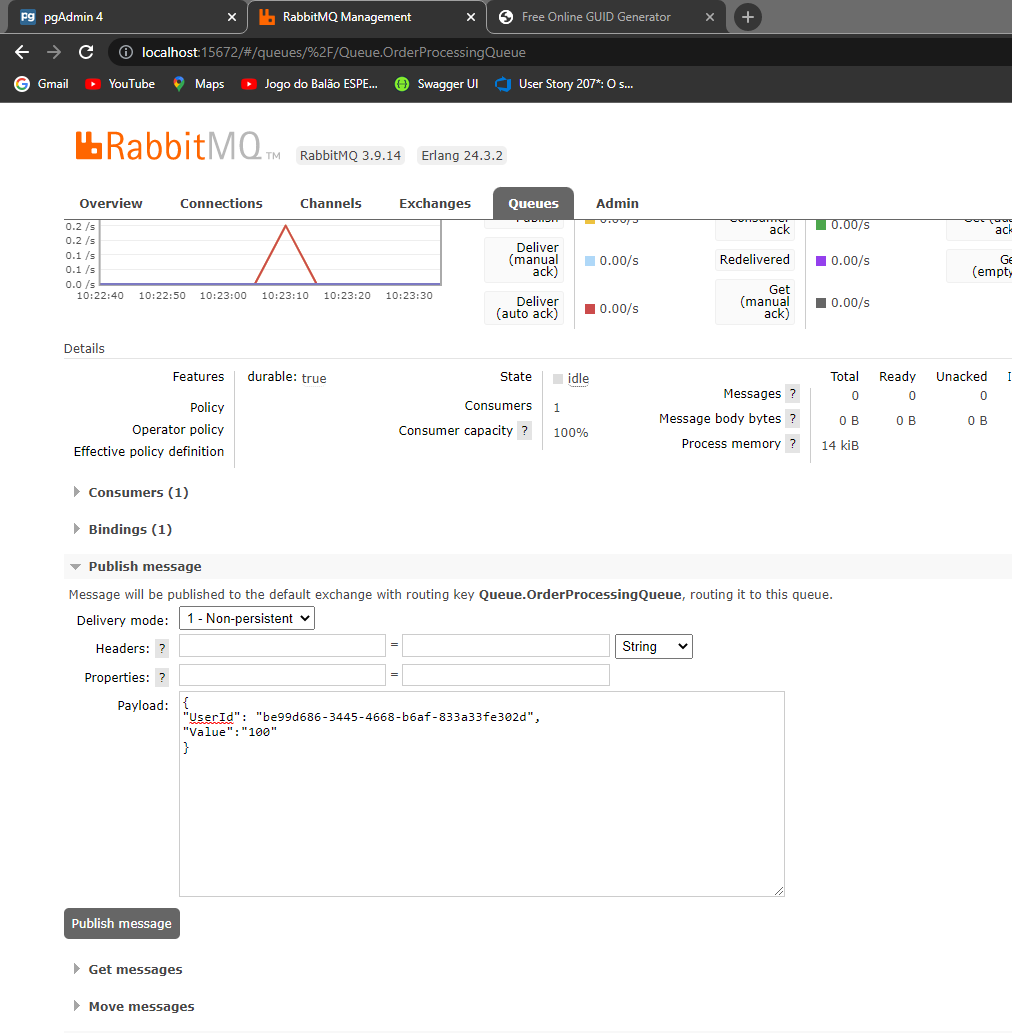 pgAdmin 4
RabbitMQ Management
Free Online GUID Generator
localhost:15672/#/queues/%2F/Queue.OrderProcessingQueue
Gmail YouTube Maps Jogo do Balão ESPE... Swagger UI User Story 207*: O s...
RabbitMQ TM RabbitMQ 3.9.14 Erlang 24.3.2
Overview Connections Channels Exchanges Queues Admin
0.2 /s
0.2 /s
0.1 /s
0.1 /s
0.0 /s
10:22:40 10:22:50 10:23:00 10:23:10 10:23:20 10:23:30
Publish 0.00/s
Deliver (manual ack) 0.00/s
Deliver (auto ack) 0.00/s
Consumer ack 0.00/s
Redelivered 0.00/s
Get (manual ack) 0.00/s
Details
Features durable: true
Policy
Operator policy
Effective policy definition
State idle
Consumers 1
Consumer capacity ? 100%
Total Ready Unacked
Messages ? 0 0 0
Message body bytes ? 0 B 0 B 0 B
Process memory ? 14 kiB
Consumers (1)
Bindings (1)
Publish message
Message will be published to the default exchange with routing key Queue.OrderProcessingQueue, routing it to this queue.
Delivery mode: 1 - Non-persistent
Headers: ? = String
Properties: ? =
Payload:
{
"UserId": "be99d686-3445-4668-b6af-833a33fe302d",
"Value":"100"
}
Publish message
Get messages
Move messages